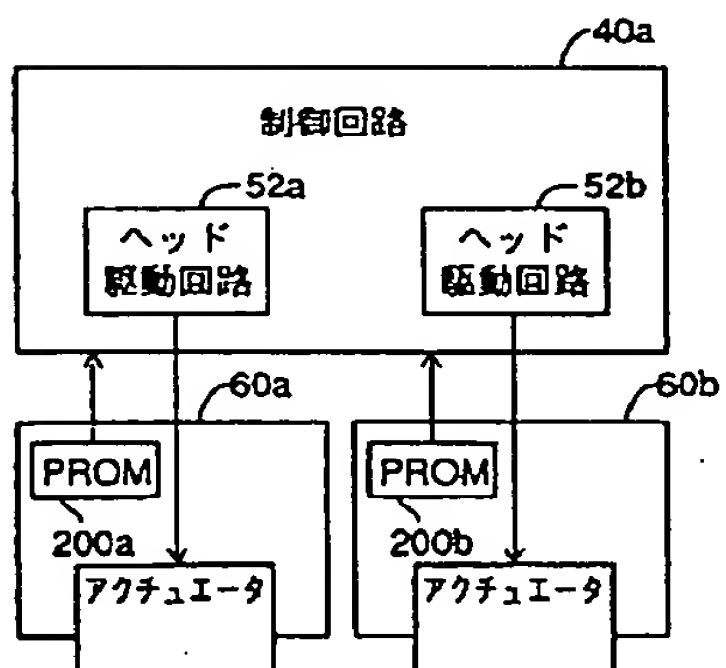 40a
制御回路
52a
52b
ヘッド
駆動回路
ヘッド
駆動回路
60a
60b
PROM
PROM
200a
200b
アクチュエータ
アクチュエータ